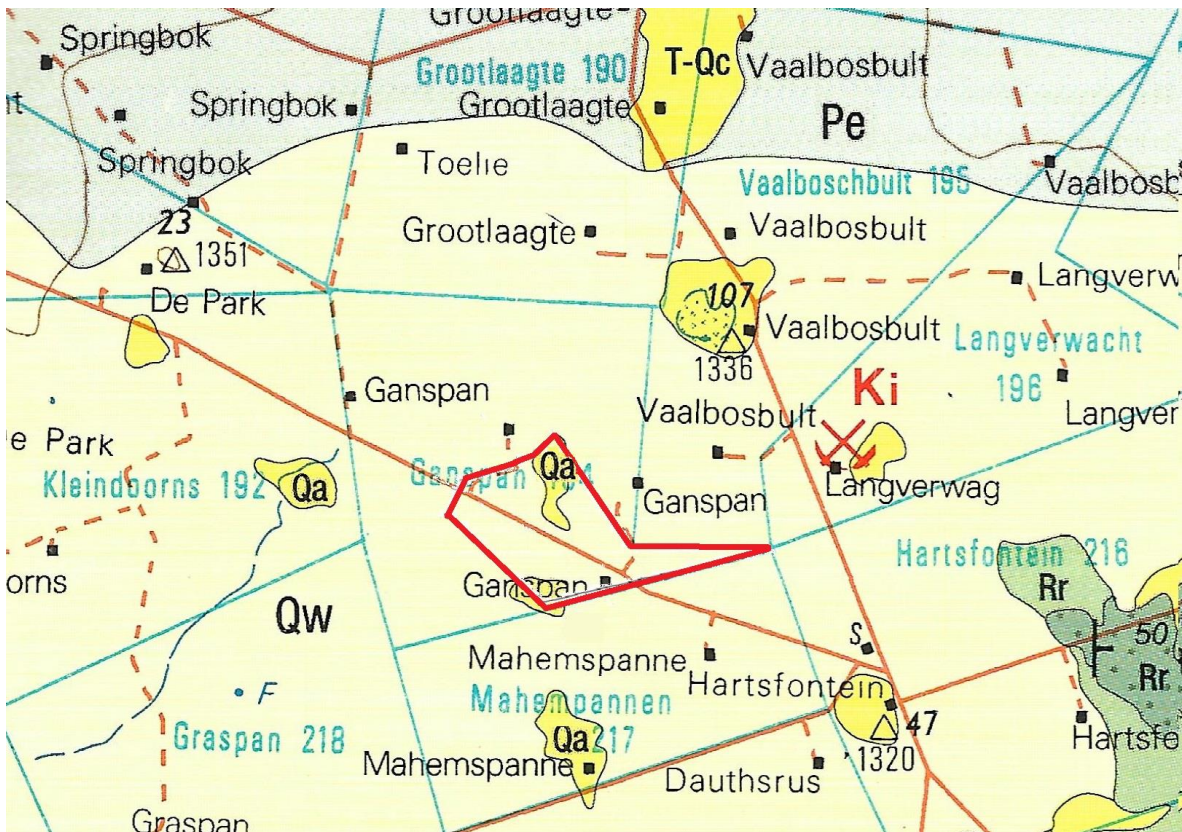 Grootlaagte
Springbok
Grootlaagte 190
T-Qc
Vaalbosbult
Springbok
Grootlaagte
Pe
Springbok
Toelie
Vaalboschbult 195
Vaalbosb
23
1351
Grootlaagte
Vaalbosbult
De Park
107
Langverw
Vaalbosbult
Langverwacht
196
1336
Ganspan
Ki
Vaalbosbult
Langver
e Park
Kleindoorns 192
Qa
Ganspan
Qa
Ganspan
Langverwag
Hartsfontein 216
orns
Ganspan
Rr
Qw
S
50
Mahemspanne
Hartsfontein
Rr
F
Mahempannen
217
Graspan 218
Qa
47
Hartsfo
Mahemspanne
Dauthsrus
1320
Graspan